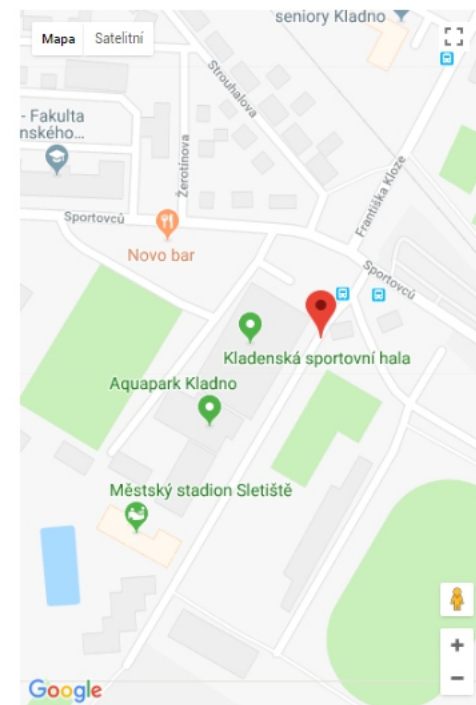 seniory Kladno
Mapa
Satelitní
Strouhalova
- Fakulta
nského...
Žerotínova
Františka Kloze
Sportovců
Novo bar
Sportovců
Kladenská sportovní hala
Aquapark Kladno
Městský stadion Sletiště
+
−
Google